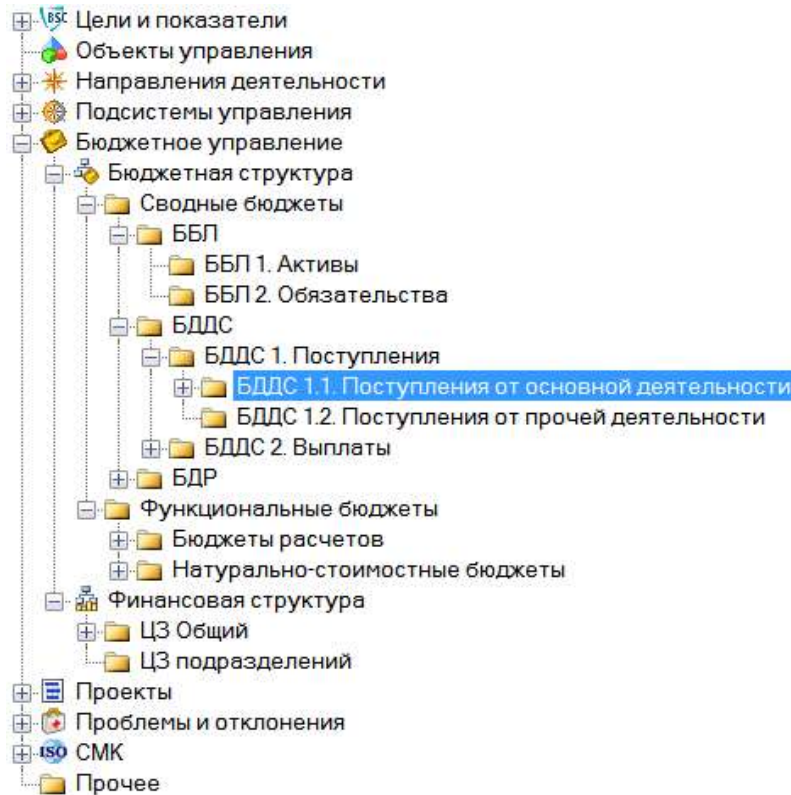 BSC Цели и показатели
Объекты управления
Направления деятельности
Подсистемы управления
Бюджетное управление
Бюджетная структура
Сводные бюджеты
ББЛ
ББЛ 1. Активы
ББЛ 2. Обязательства
БДДС
БДДС 1. Поступления
БДДС 1.1. Поступления от основной деятельности
БДДС 1.2. Поступления от прочей деятельности
БДДС 2. Выплаты
БДР
Функциональные бюджеты
Бюджеты расчетов
Натурально-стоимостные бюджеты
Финансовая структура
ЦЗ Общий
ЦЗ подразделений
Проекты
Проблемы и отклонения
ISO СМК
Прочее